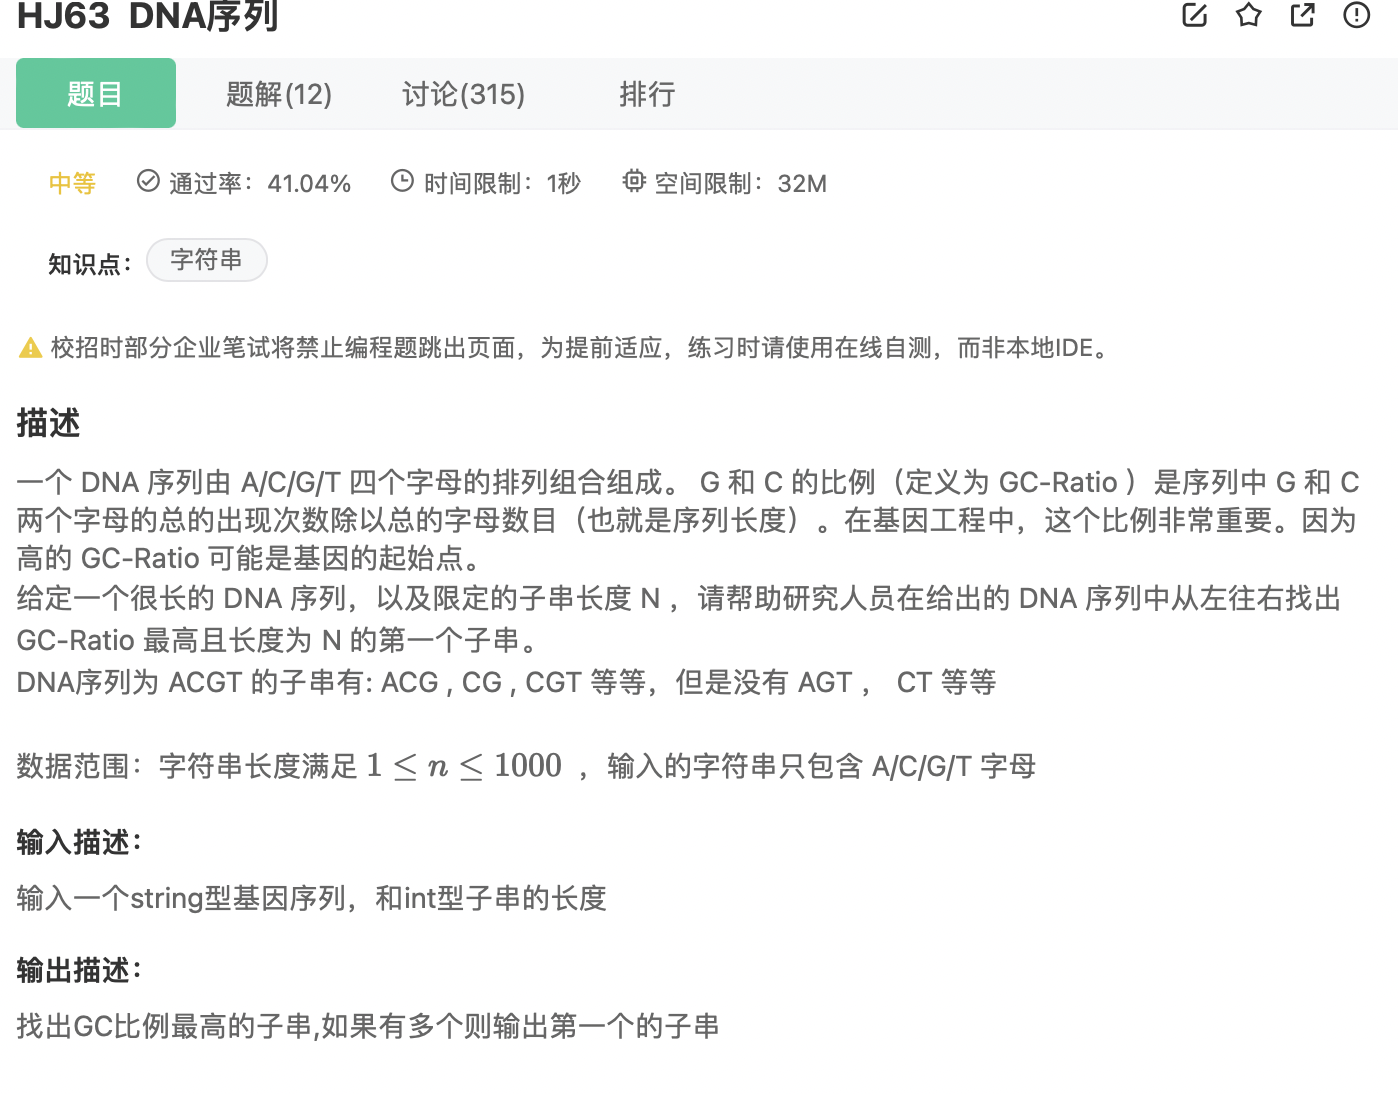 HJ63 DNA序列
题目 题解(12) 讨论(315) 排行
中等 通过率：41.04% 时间限制：1秒 空间限制：32M
知识点： 字符串
校招时部分企业笔试将禁止编程题跳出页面，为提前适应，练习时请使用在线自测，而非本地IDE。
描述
一个 DNA 序列由 A/C/G/T 四个字母的排列组合组成。 G 和 C 的比例（定义为 GC-Ratio ）是序列中 G 和 C
两个字母的总的出现次数除以总的字母数目（也就是序列长度）。在基因工程中，这个比例非常重要。因为
高的 GC-Ratio 可能是基因的起始点。
给定一个很长的 DNA 序列，以及限定的子串长度 N ，请帮助研究人员在给出的 DNA 序列中从左往右找出
GC-Ratio 最高且长度为 N 的第一个子串。
DNA序列为 ACGT 的子串有: ACG , CG , CGT 等等，但是没有 AGT ， CT 等等
数据范围：字符串长度满足 1 ≤ n ≤ 1000 ，输入的字符串只包含 A/C/G/T 字母
输入描述：
输入一个string型基因序列，和int型子串的长度
输出描述：
找出GC比例最高的子串,如果有多个则输出第一个的子串